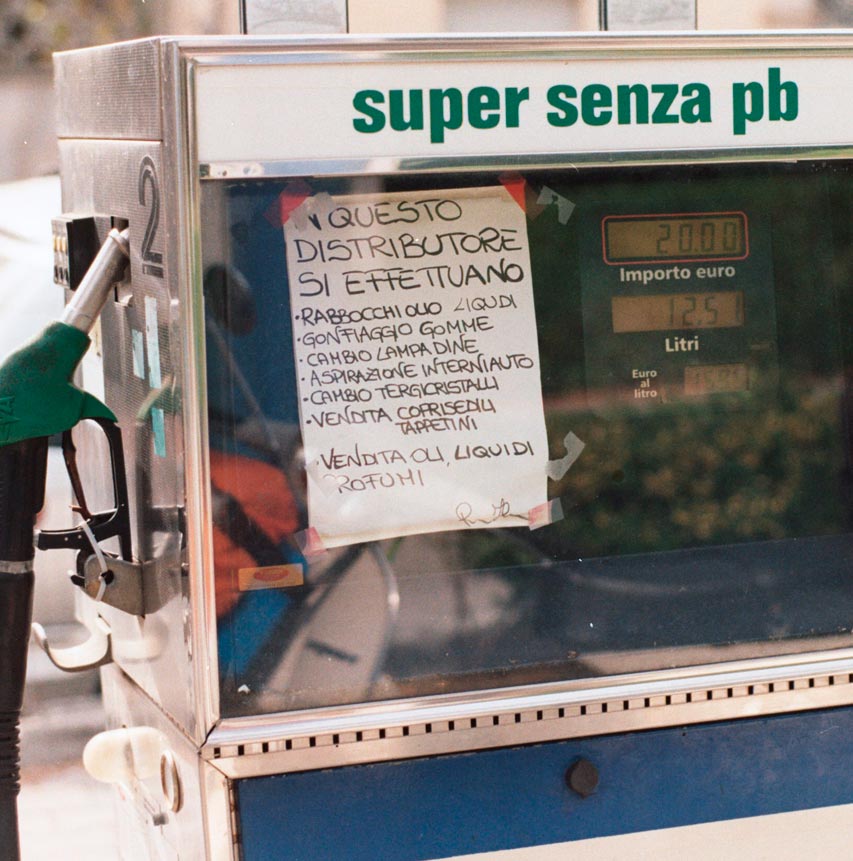 super senza pb
2
IN QUESTO
DISTRIBUTORE
SI EFFETTUANO
• RABBOCCHI OLIO LIQUDI
• GONFIAGGIO GOMME
• CAMBIO LAMPADINE
• ASPIRAZIONE INTERNI AUTO
• CAMBIO TERGICRISTALLI
• VENDITA COPRISEDILI
TAPPETINI
• VENDITA OLI, LIQUIDI
PROFUMI
20.00
Importo euro
12.51
Litri
Euro
al
litro